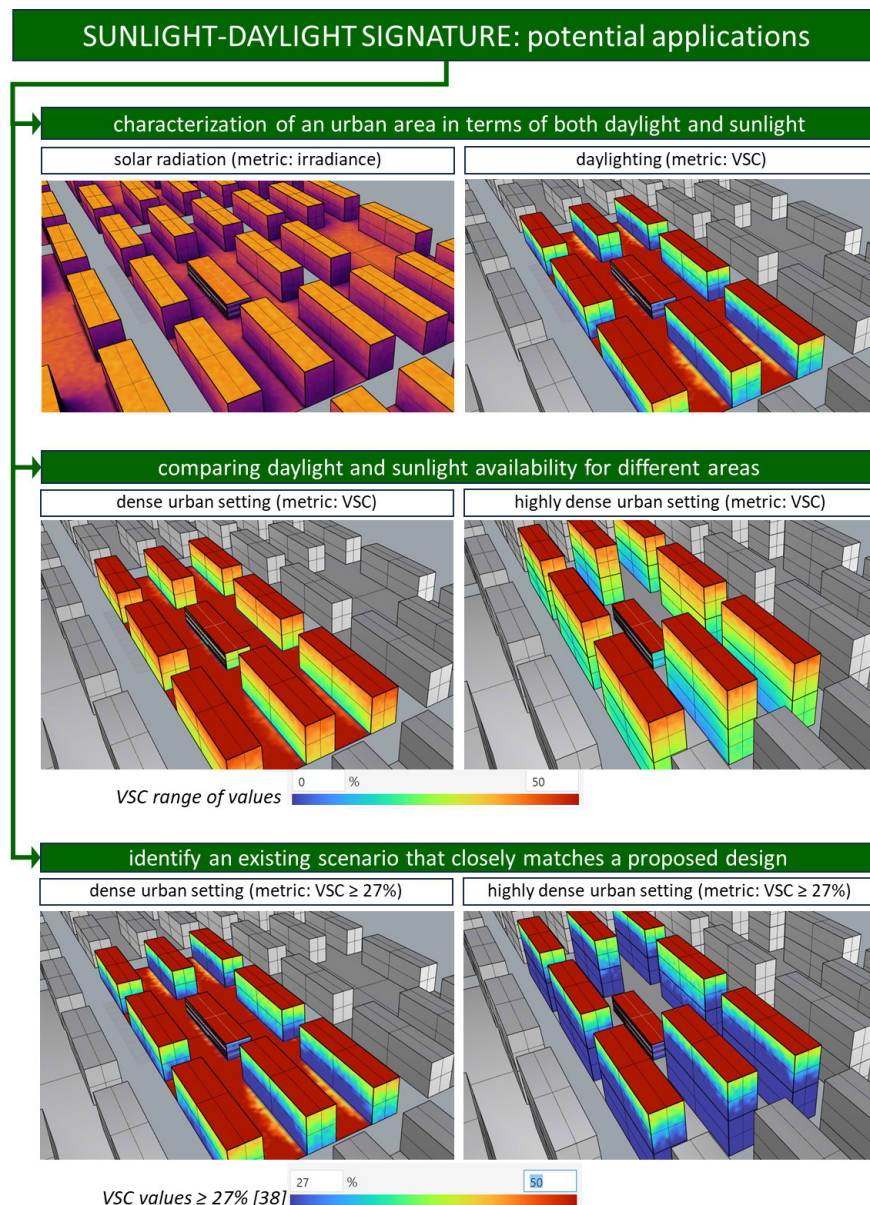 SUNLIGHT-DAYLIGHT SIGNATURE: potential applications
characterization of an urban area in terms of both daylight and sunlight
solar radiation (metric: irradiance)
daylighting (metric: VSC)
comparing daylight and sunlight availability for different areas
dense urban setting (metric: VSC)
highly dense urban setting (metric: VSC)
0 % 50
VSC range of values
identify an existing scenario that closely matches a proposed design
dense urban setting (metric: VSC ≥ 27%)
highly dense urban setting (metric: VSC ≥ 27%)
27 % 50
VSC values ≥ 27% [38]